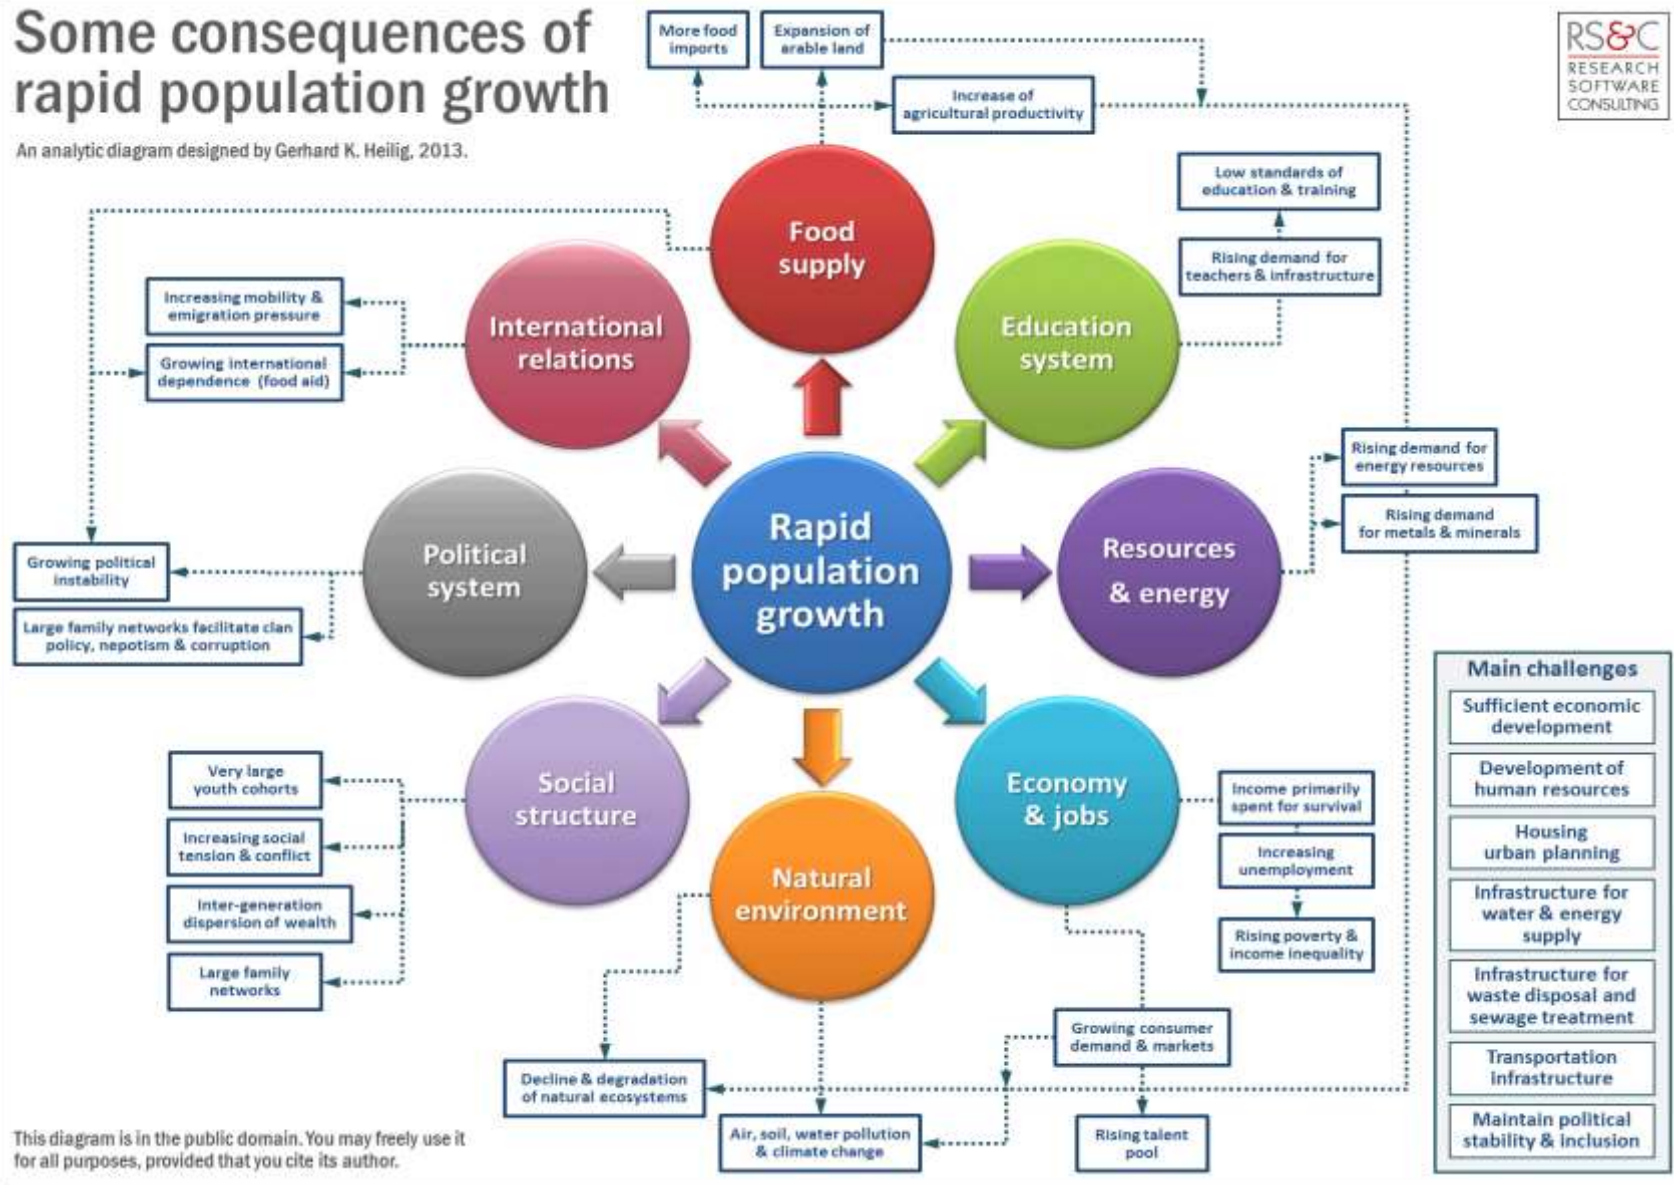 Some consequences of
rapid population growth
An analytic diagram designed by Gerhard K. Heilig, 2013.
RS&C
RESEARCH
SOFTWARE
CONSULTING
More food
imports
Expansion of
arable land
Increase of
agricultural productivity
Low standards of
education & training
Rising demand for
teachers & infrastructure
Food
supply
International
relations
Education
system
Increasing mobility &
emigration pressure
Growing international
dependence (food aid)
Rising demand for
energy resources
Rising demand
for metals & minerals
Political
system
Rapid
population
growth
Resources
& energy
Growing political
instability
Large family networks facilitate clan
policy, nepotism & corruption
Social
structure
Natural
environment
Economy
& jobs
Very large
youth cohorts
Increasing social
tension & conflict
Inter-generation
dispersion of wealth
Large family
networks
Income primarily
spent for survival
Increasing
unemployment
Rising poverty &
income inequality
Growing consumer
demand & markets
Decline & degradation
of natural ecosystems
Air, soil, water pollution
& climate change
Rising talent
pool
Main challenges
Sufficient economic
development
Development of
human resources
Housing
urban planning
Infrastructure for
water & energy
supply
Infrastructure for
waste disposal and
sewage treatment
Transportation
infrastructure
Maintain political
stability & inclusion
This diagram is in the public domain. You may freely use it
for all purposes, provided that you cite its author.